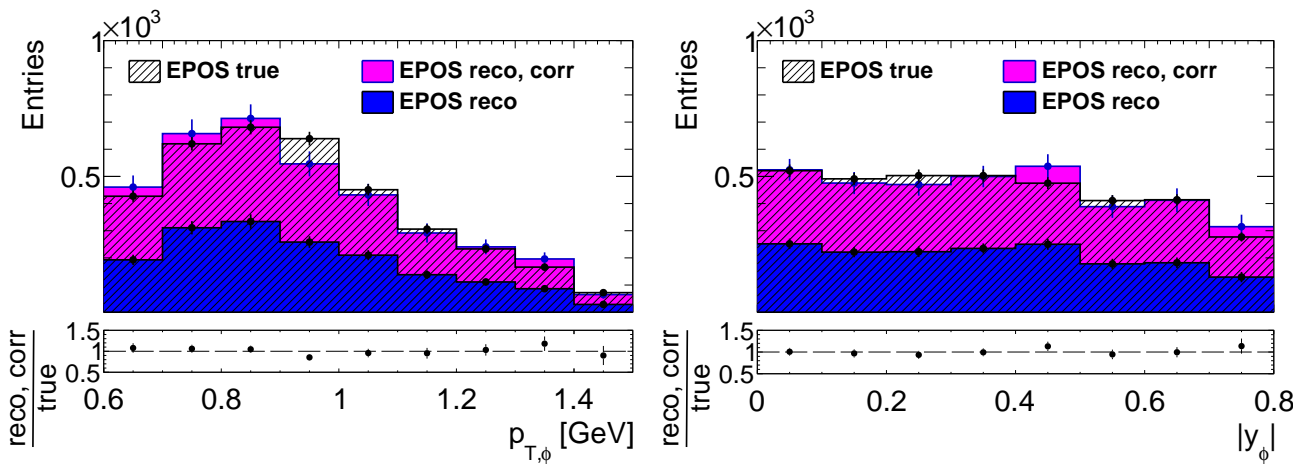 1×10³
Entries
EPOS true
EPOS reco, corr
EPOS reco
0.5
reco, corr
true
1.5
1
0.5
0.6 0.8 1 1.2 1.4
p_{T,ϕ} [GeV]
1×10³
Entries
EPOS true
EPOS reco, corr
EPOS reco
0.5
reco, corr
true
1.5
1
0.5
0 0.2 0.4 0.6 0.8
|y_ϕ|